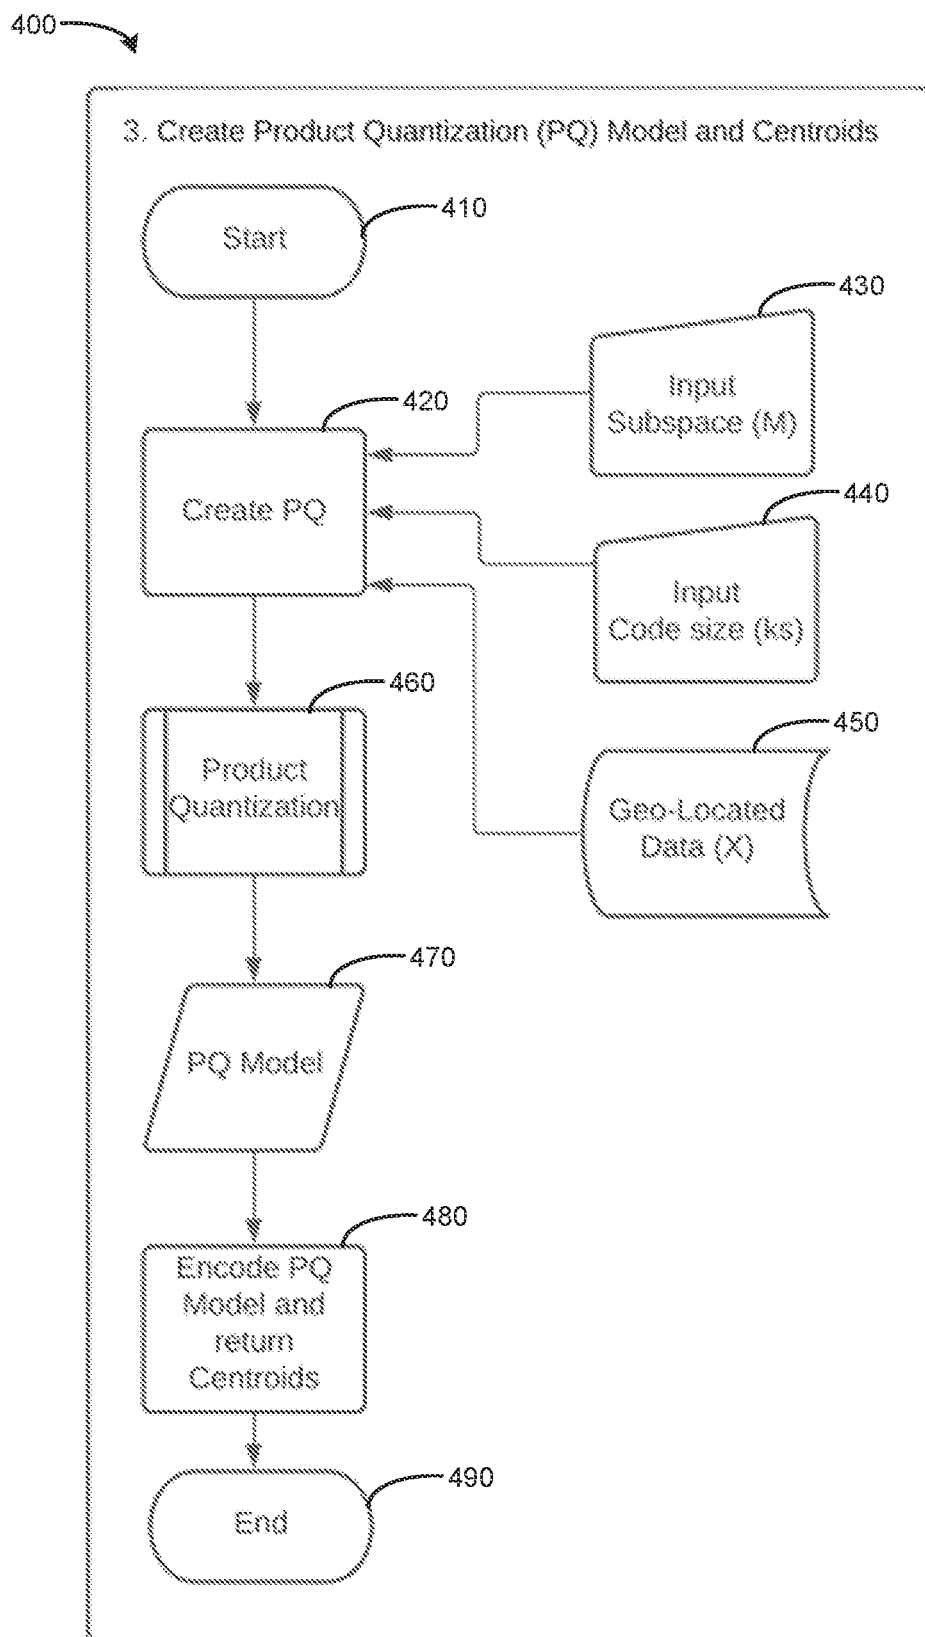 400
3. Create Product Quantization (PQ) Model and Centroids
410
Start
430
Input
Subspace (M)
420
Create PQ
440
Input
Code size (ks)
460
Product
Quantization
450
Geo-Located
Data (X)
470
PQ Model
480
Encode PQ
Model and
return
Centroids
490
End